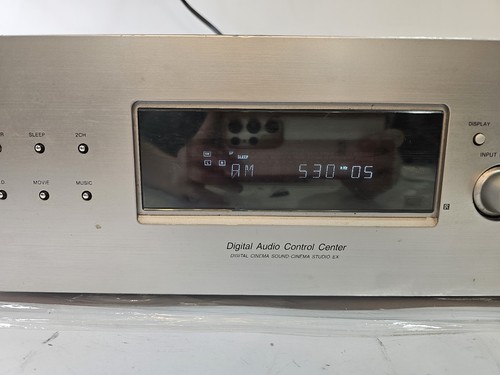 SLEEP
2CH
MOVIE
MUSIC
SLEEP
AM 530 05
DISPLAY
INPUT
Digital Audio Control Center
DIGITAL CINEMA SOUND·CINEMA STUDIO EX